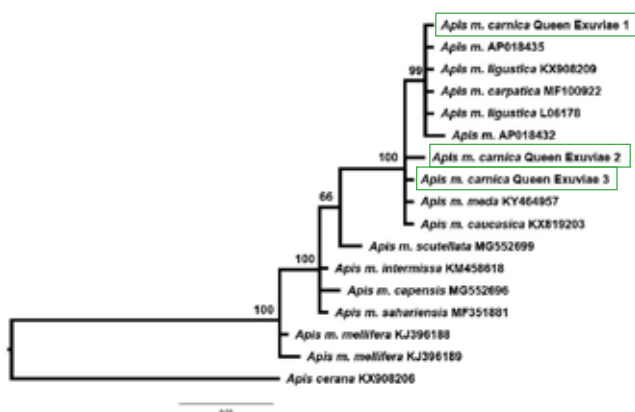 Apis m. carnica Queen Exuviae 1
Apis m. AP018435
99
Apis m. ligustica KX908209
Apis m. carpatica MF100922
Apis m. ligustica L06178
Apis m. AP018432
100
Apis m. carnica Queen Exuviae 2
Apis m. carnica Queen Exuviae 3
66
Apis m. meda KY464957
Apis m. caucasica KX819203
Apis m. scutellata MG552699
100
Apis m. intermissa KM458618
Apis m. capensis MG552696
100
Apis m. sahariensis MF351881
Apis m. mellifera KJ396188
Apis m. mellifera KJ396189
Apis cerana KX908206